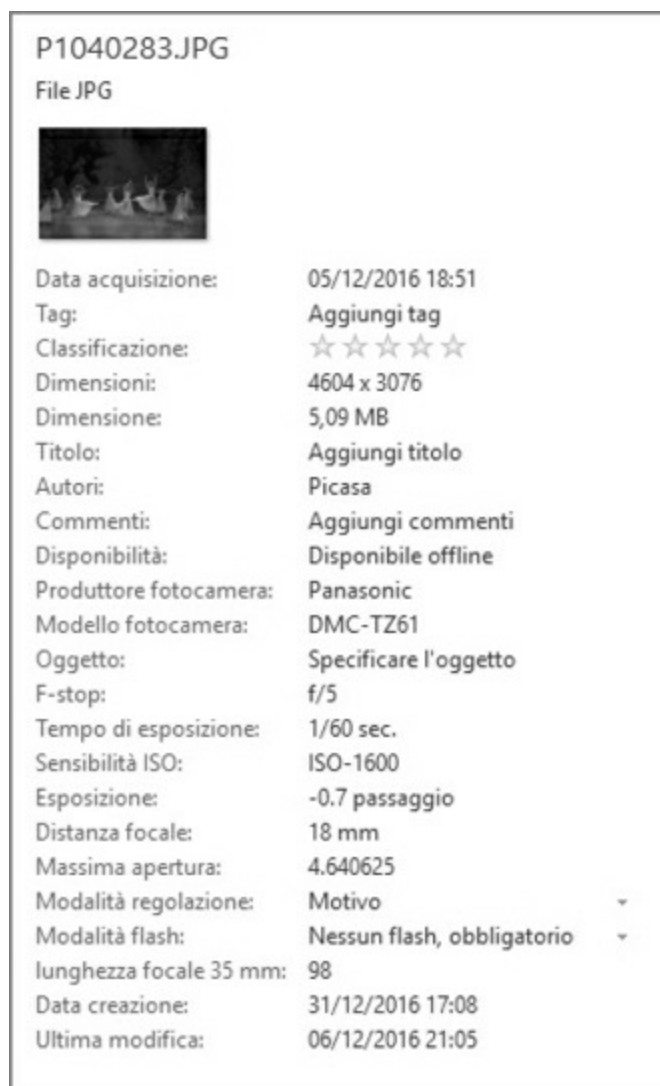 P1040283.JPG
File JPG
Data acquisizione: 05/12/2016 18:51
Tag: Aggiungi tag
Classificazione:
Dimensioni: 4604 x 3076
Dimensione: 5,09 MB
Titolo: Aggiungi titolo
Autori: Picasa
Commenti: Aggiungi commenti
Disponibilità: Disponibile offline
Produttore fotocamera: Panasonic
Modello fotocamera: DMC-TZ61
Oggetto: Specificare l'oggetto
F-stop: f/5
Tempo di esposizione: 1/60 sec.
Sensibilità ISO: ISO-1600
Esposizione: -0.7 passaggio
Distanza focale: 18 mm
Massima apertura: 4.640625
Modalità regolazione: Motivo
Modalità flash: Nessun flash, obbligatorio
lunghezza focale 35 mm: 98
Data creazione: 31/12/2016 17:08
Ultima modifica: 06/12/2016 21:05